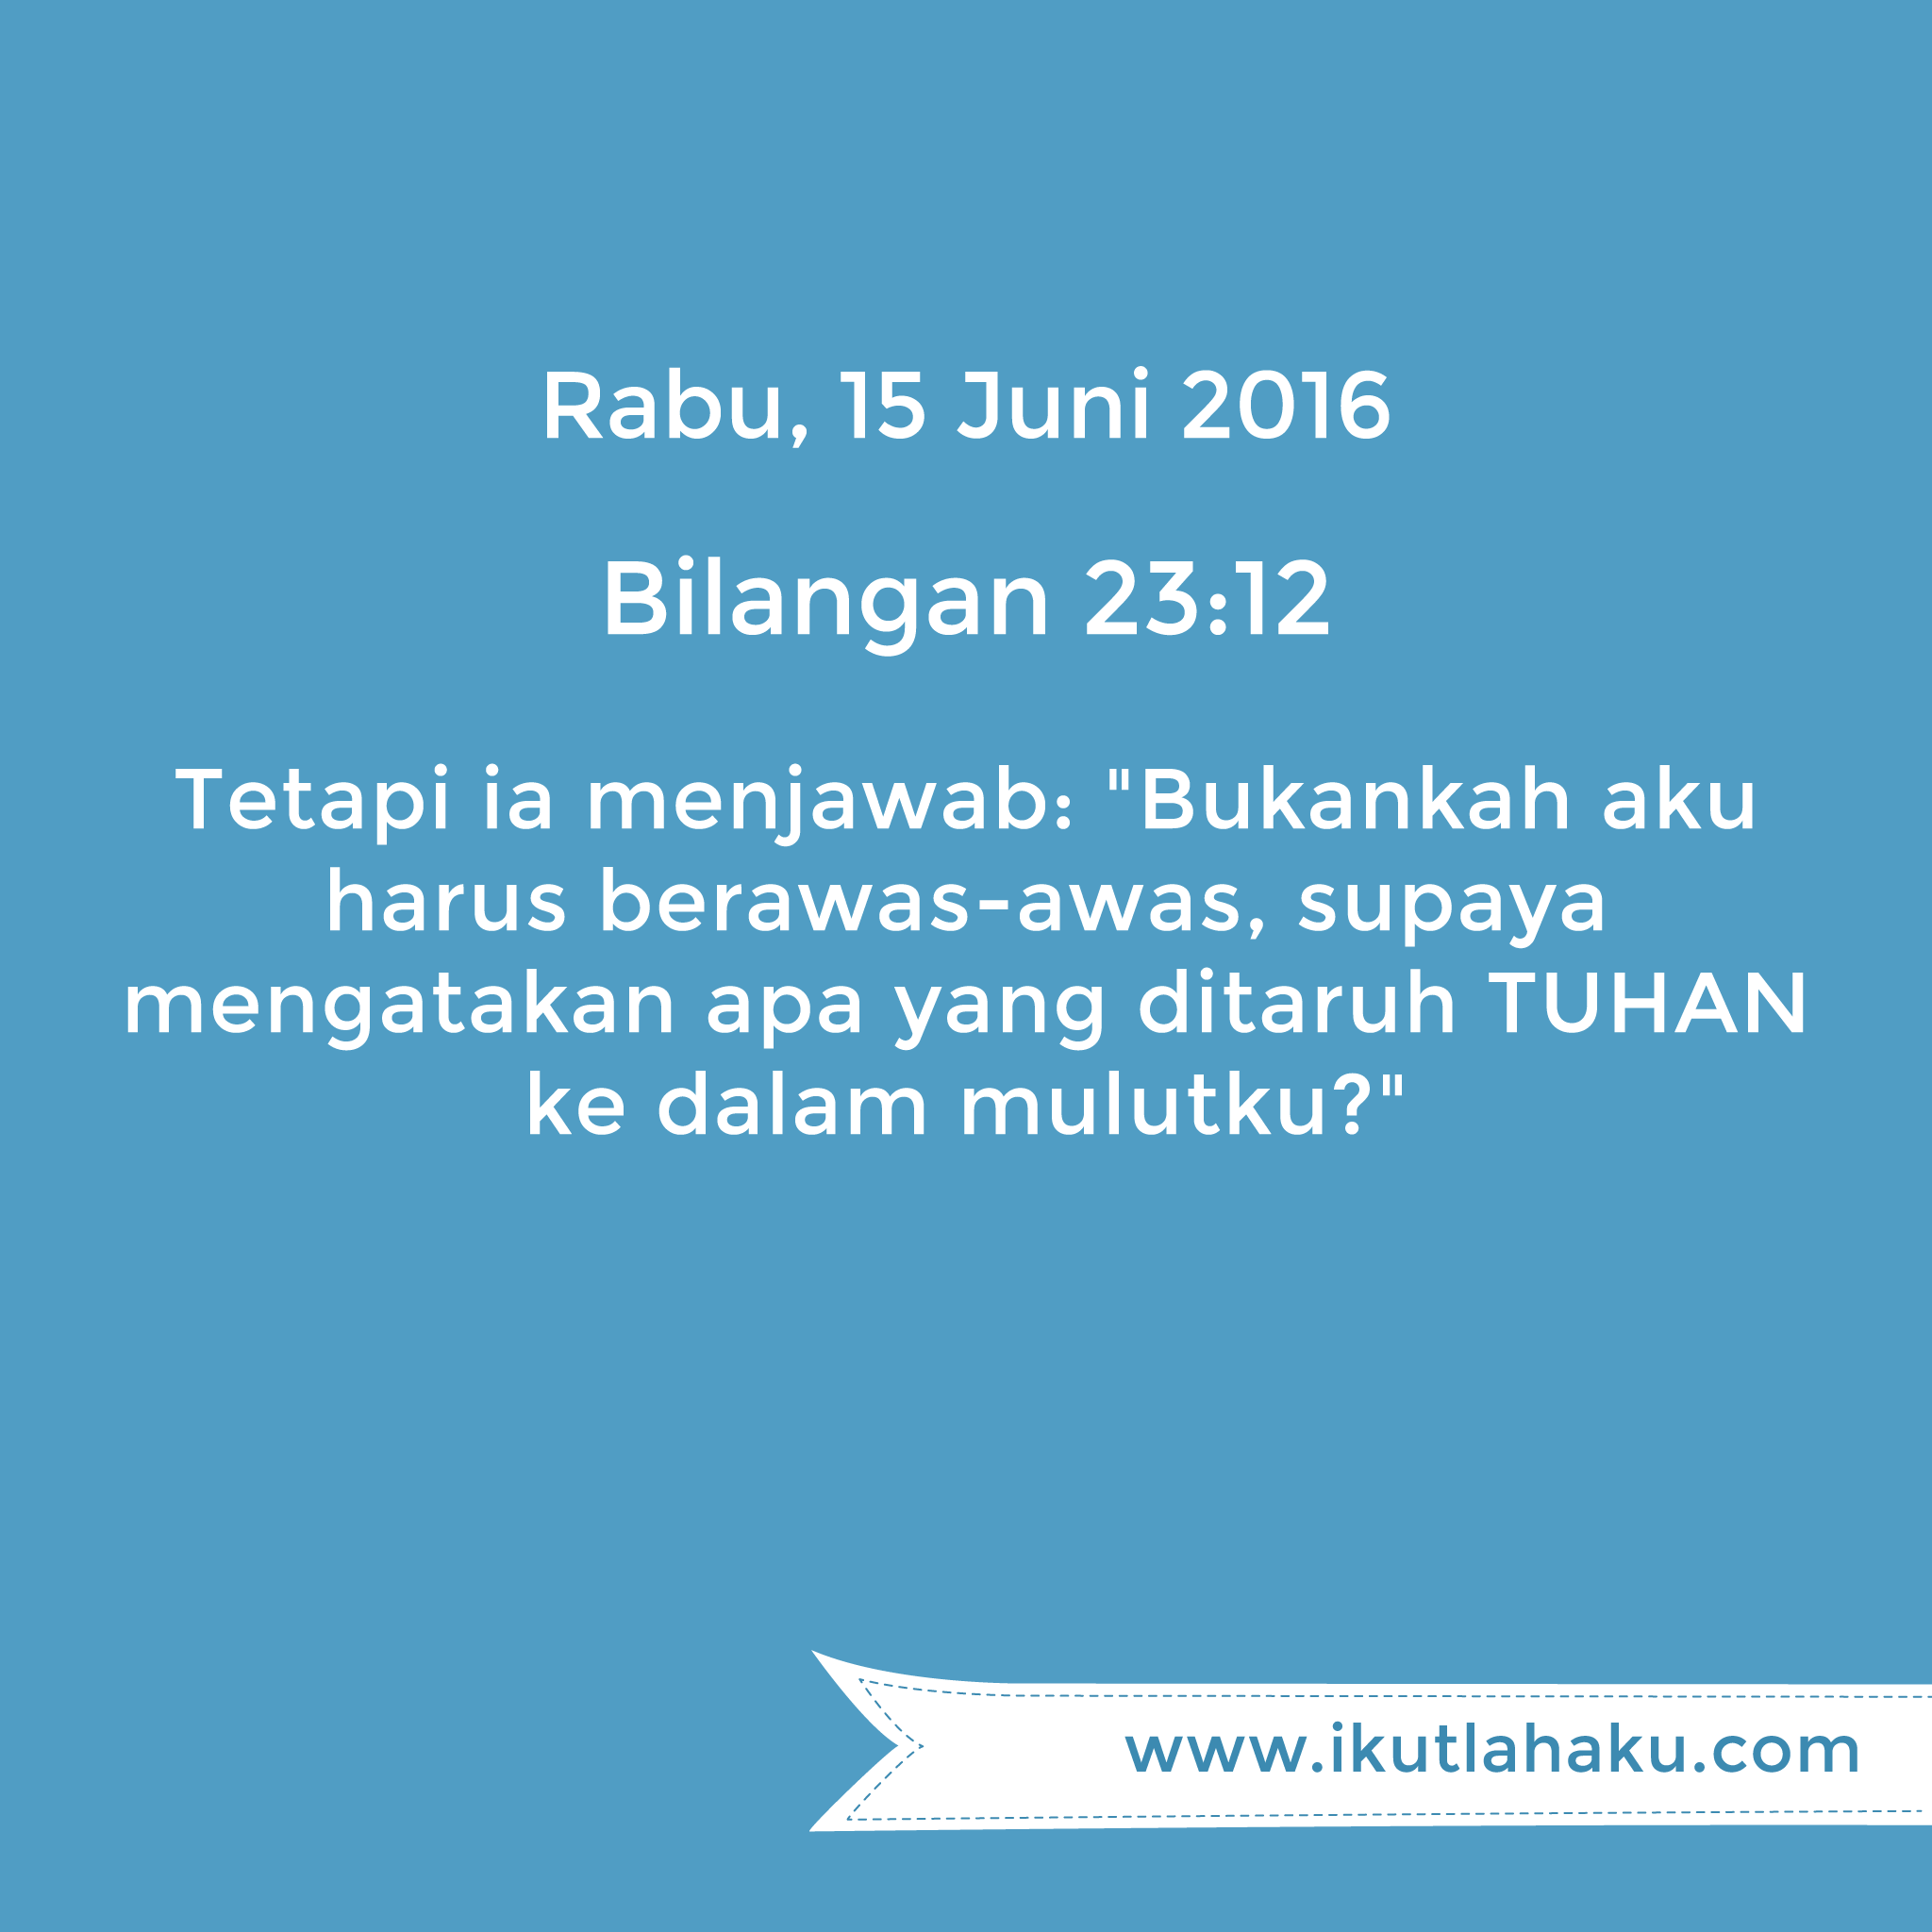 Rabu, 15 Juni 2016
Bilangan 23:12
Tetapi ia menjawab: "Bukankah aku
harus berawas-awas, supaya
mengatakan apa yang ditaruh TUHAN
ke dalam mulutku?"
www.ikutlahaku.com